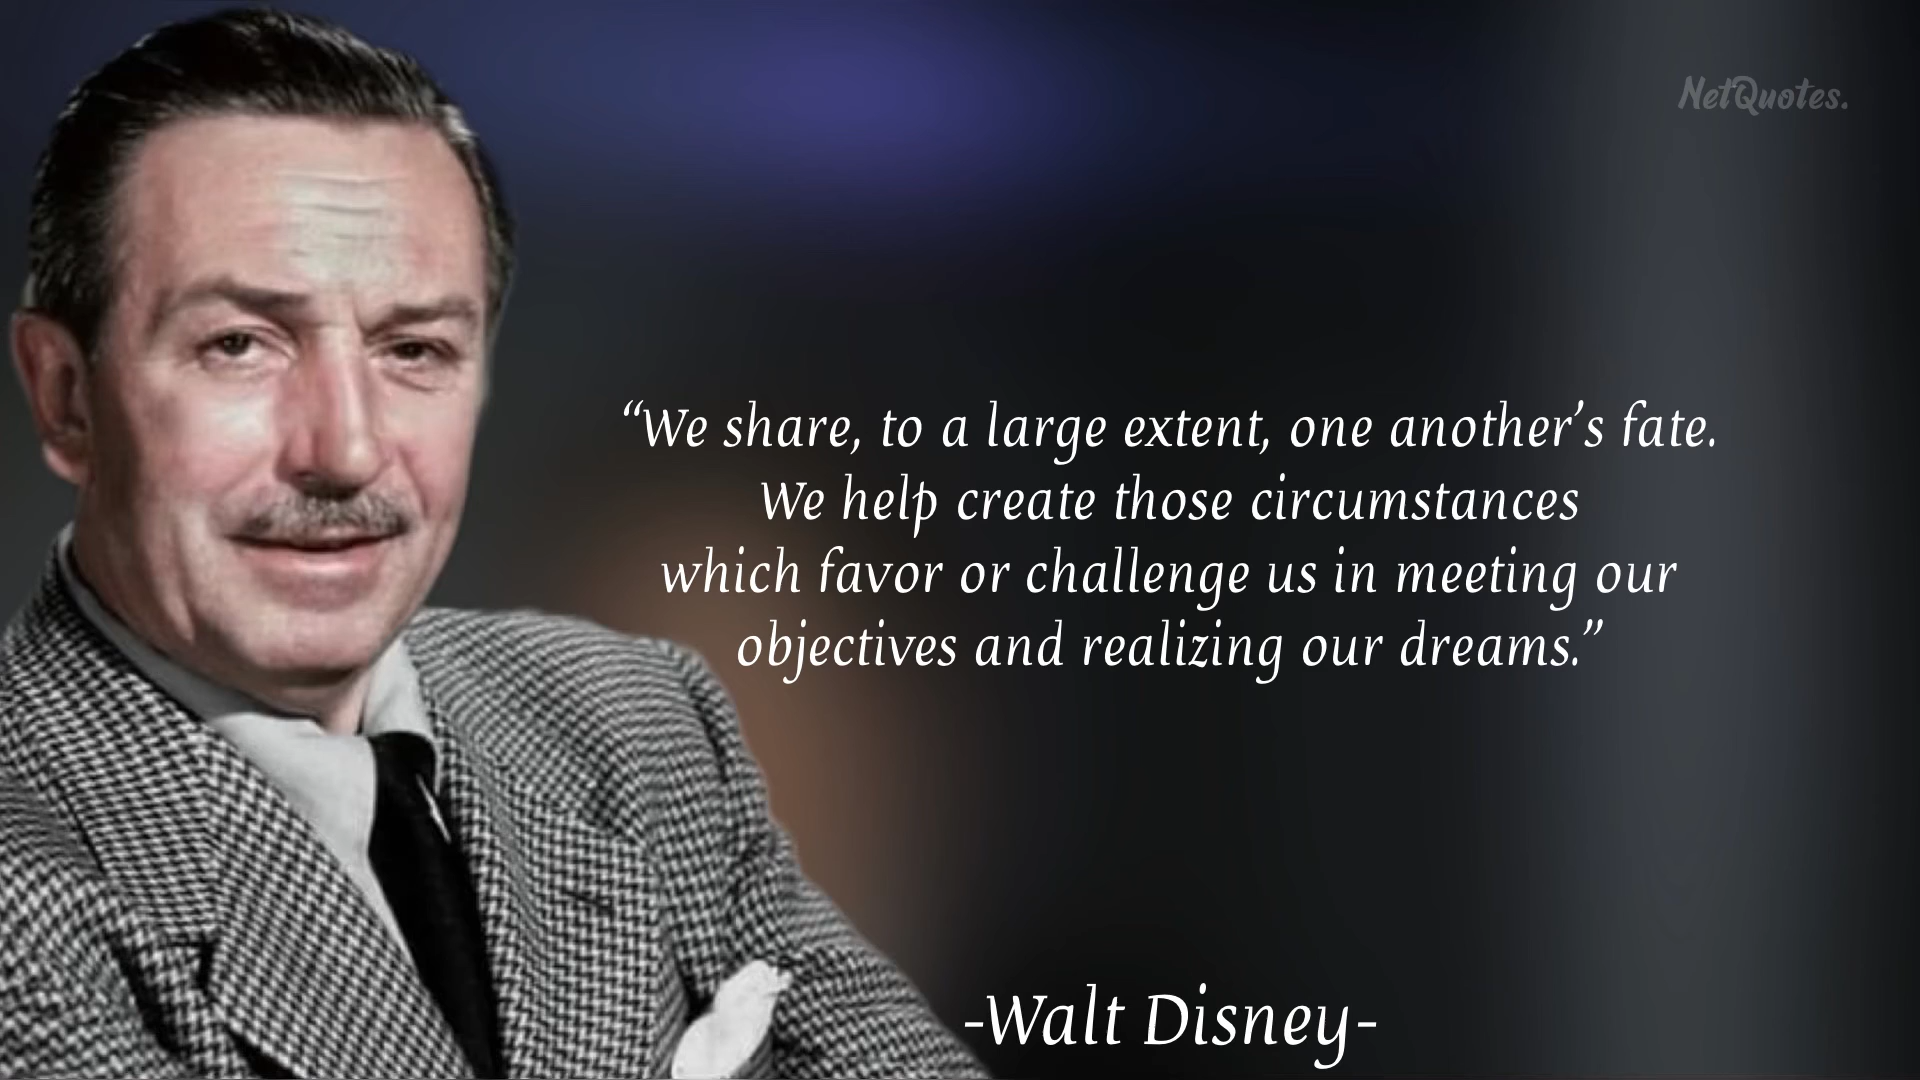 NetQuotes.
“We share, to a large extent, one another’s fate.
We help create those circumstances
which favor or challenge us in meeting our
objectives and realizing our dreams.”
-Walt Disney-